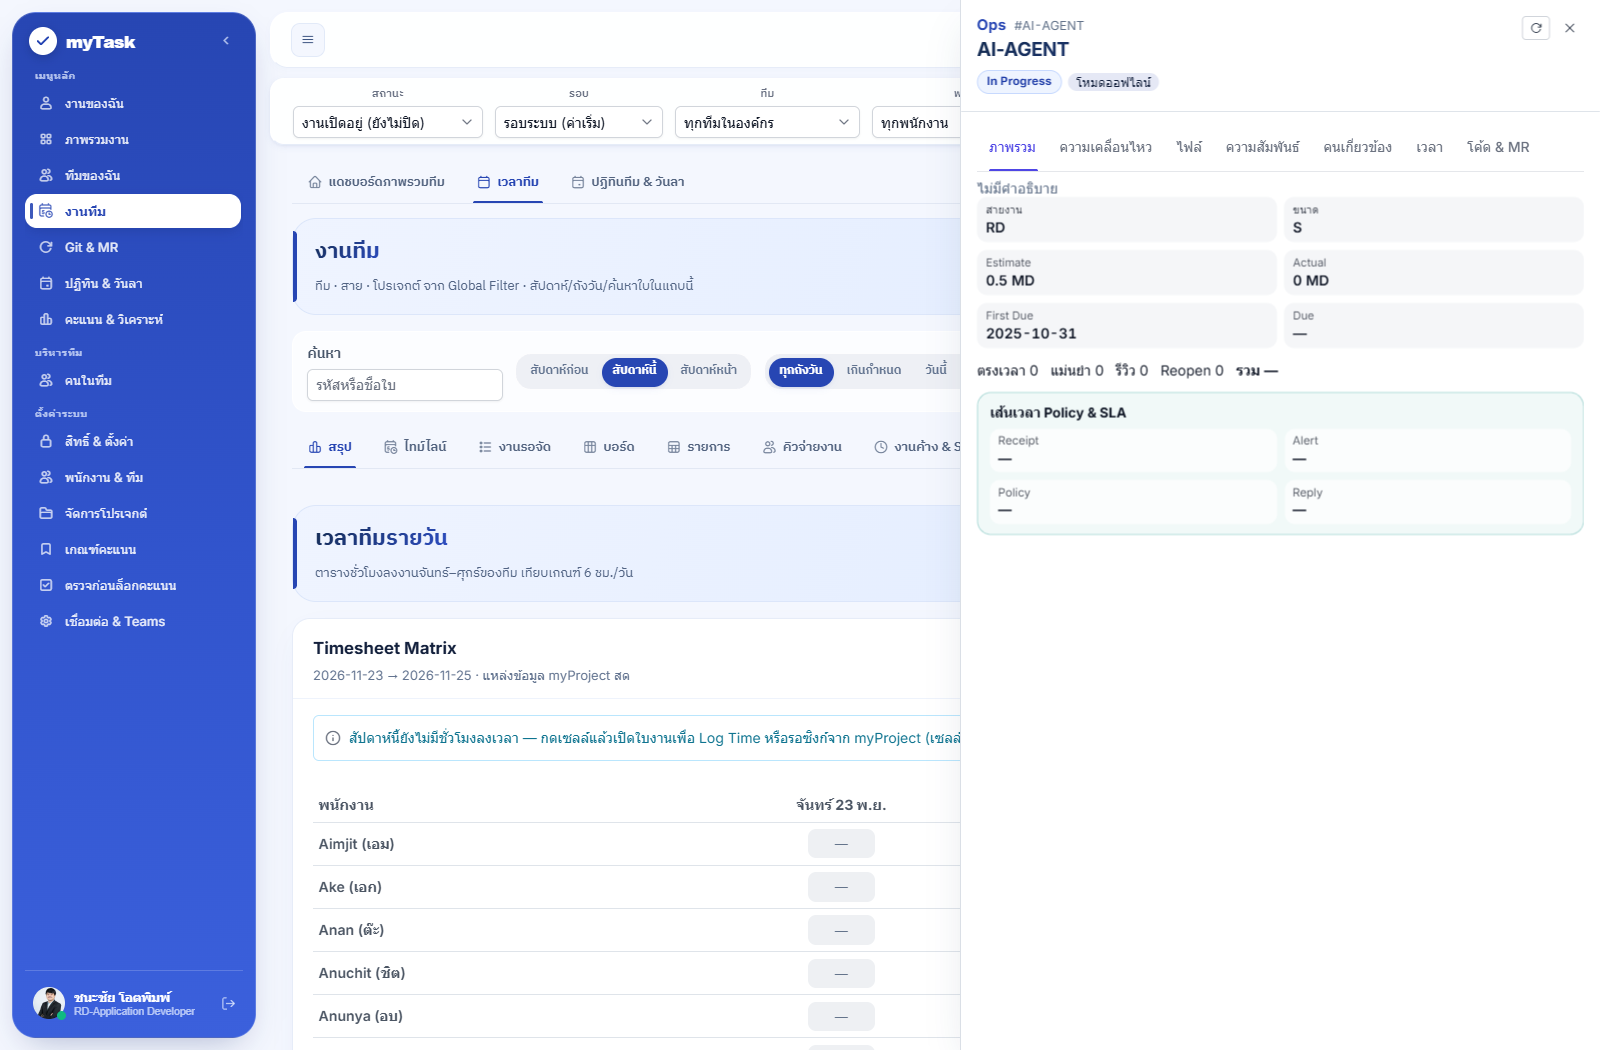 myTask
เมนูหลัก
งานของฉัน
ภาพรวมงาน
ทีมของฉัน
งานทีม
Git & MR
ปฏิทิน & วันลา
คะแนน & วิเคราะห์
บริหารทีม
คนในทีม
ตั้งค่าระบบ
สิทธิ์ & ตั้งค่า
พนักงาน & ทีม
จัดการโปรเจกต์
เกณฑ์คะแนน
ตรวจก่อนล็อกคะแนน
เชื่อมต่อ & Teams
ชนะชัย โอดพิมพ์
RD-Application Developer
สถานะ
งานเปิดอยู่ (ยังไม่ปิด)
รอบ
รอบระบบ (ค่าเริ่ม)
ทีม
ทุกทีมในองค์กร
ทุกพนักงาน
แดชบอร์ดภาพรวมทีม
เวลาทีม
ปฏิทินทีม & วันลา
งานทีม
ทีม · สาย · โปรเจกต์ จาก Global Filter · สัปดาห์/ถังวัน/ค้นหาใบในแถบนี้
ค้นหา
รหัสหรือชื่อใบ
สัปดาห์ก่อน
สัปดาห์นี้
สัปดาห์หน้า
ทุกถังวัน
เกินกำหนด
วันนี้
สรุป
ไทม์ไลน์
งานรอจัด
บอร์ด
รายการ
คิวจ่ายงาน
งานค้าง & S
เวลาทีมรายวัน
ตารางชั่วโมงลงงานจันทร์–ศุกร์ของทีม เทียบเกณฑ์ 6 ชม./วัน
Timesheet Matrix
2026-11-23 → 2026-11-25 · แหล่งข้อมูล myProject สด
สัปดาห์นี้ยังไม่มีชั่วโมงลงเวลา — กดเซลล์แล้วเปิดใบงานเพื่อ Log Time หรือรอซิงก์จาก myProject (เซลล์
พนักงาน
จันทร์ 23 พ.ย.
Aimjit (เอม)
—
Ake (เอก)
—
Anan (ต๊ะ)
—
Anuchit (ชิต)
—
Anunya (อบ)
—
Ops #AI-AGENT
AI-AGENT
In Progress
โหมดออฟไลน์
ภาพรวม
ความเคลื่อนไหว
ไฟล์
ความสัมพันธ์
คนเกี่ยวข้อง
เวลา
โค้ด & MR
ไม่มีคำอธิบาย
สายงาน
RD
ขนาด
S
Estimate
0.5 MD
Actual
0 MD
First Due
2025-10-31
Due
—
ตรงเวลา 0 แม่นยำ 0 รีวิว 0 Reopen 0 รวม —
เส้นเวลา Policy & SLA
Receipt
—
Alert
—
Policy
—
Reply
—